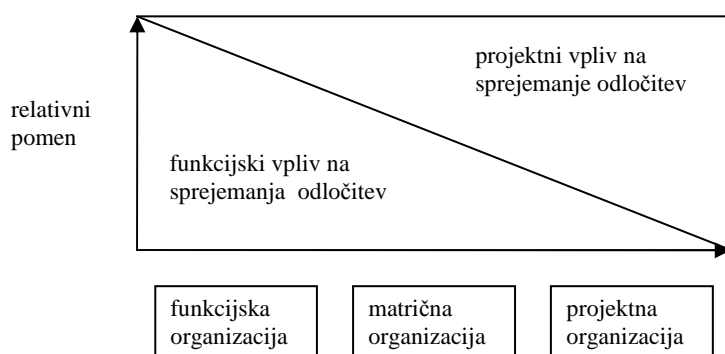 projektni vpliv na
sprejemanje odločitev
relativni
pomen
funkcijski vpliv na
sprejemanja odločitev
funkcijska
organizacija
matrična
organizacija
projektna
organizacija